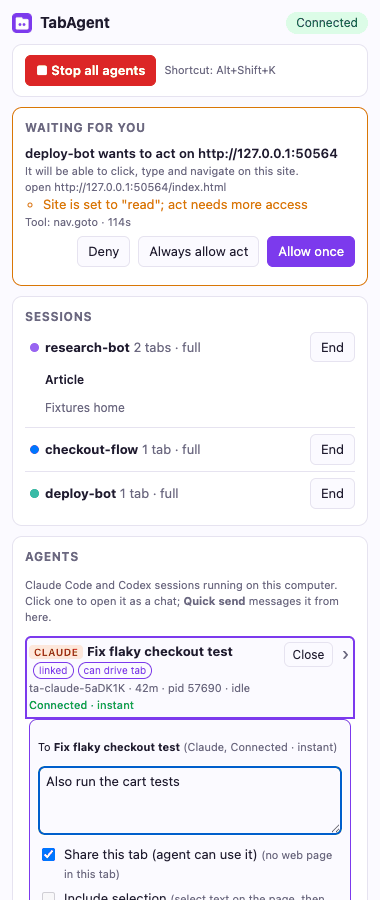 TabAgent
Connected
Stop all agents
Shortcut: Alt+Shift+K
WAITING FOR YOU
deploy-bot wants to act on http://127.0.0.1:50564
It will be able to click, type and navigate on this site.
open http://127.0.0.1:50564/index.html
Site is set to "read"; act needs more access
Tool: nav.goto · 114s
Deny
Always allow act
Allow once
SESSIONS
research-bot 2 tabs · full
End
Article
Fixtures home
checkout-flow 1 tab · full
End
deploy-bot 1 tab · full
End
AGENTS
Claude Code and Codex sessions running on this computer.
Click one to open it as a chat; Quick send messages it from
here.
CLAUDE Fix flaky checkout test
Close ›
linked can drive tab
ta-claude-5aDK1K · 42m · pid 57690 · idle
Connected · instant
To Fix flaky checkout test (Claude, Connected · instant)
Also run the cart tests
Share this tab (agent can use it) (no web page
in this tab)
Include selection (select text on the page, then